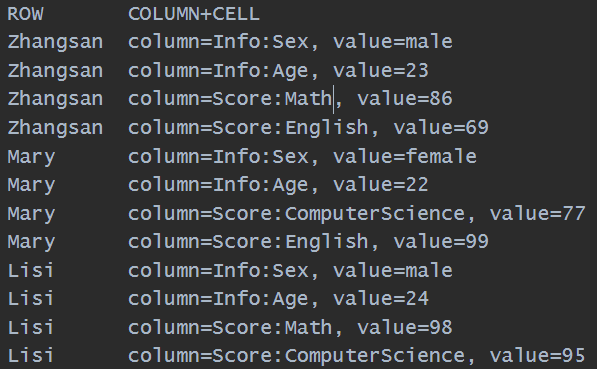 ROW       COLUMN+CELL
Zhangsan  column=Info:Sex, value=male
Zhangsan  column=Info:Age, value=23
Zhangsan  column=Score:Math, value=86
Zhangsan  column=Score:English, value=69
Mary      column=Info:Sex, value=female
Mary      column=Info:Age, value=22
Mary      column=Score:ComputerScience, value=77
Mary      column=Score:English, value=99
Lisi      column=Info:Sex, value=male
Lisi      column=Info:Age, value=24
Lisi      column=Score:Math, value=98
Lisi      column=Score:ComputerScience, value=95